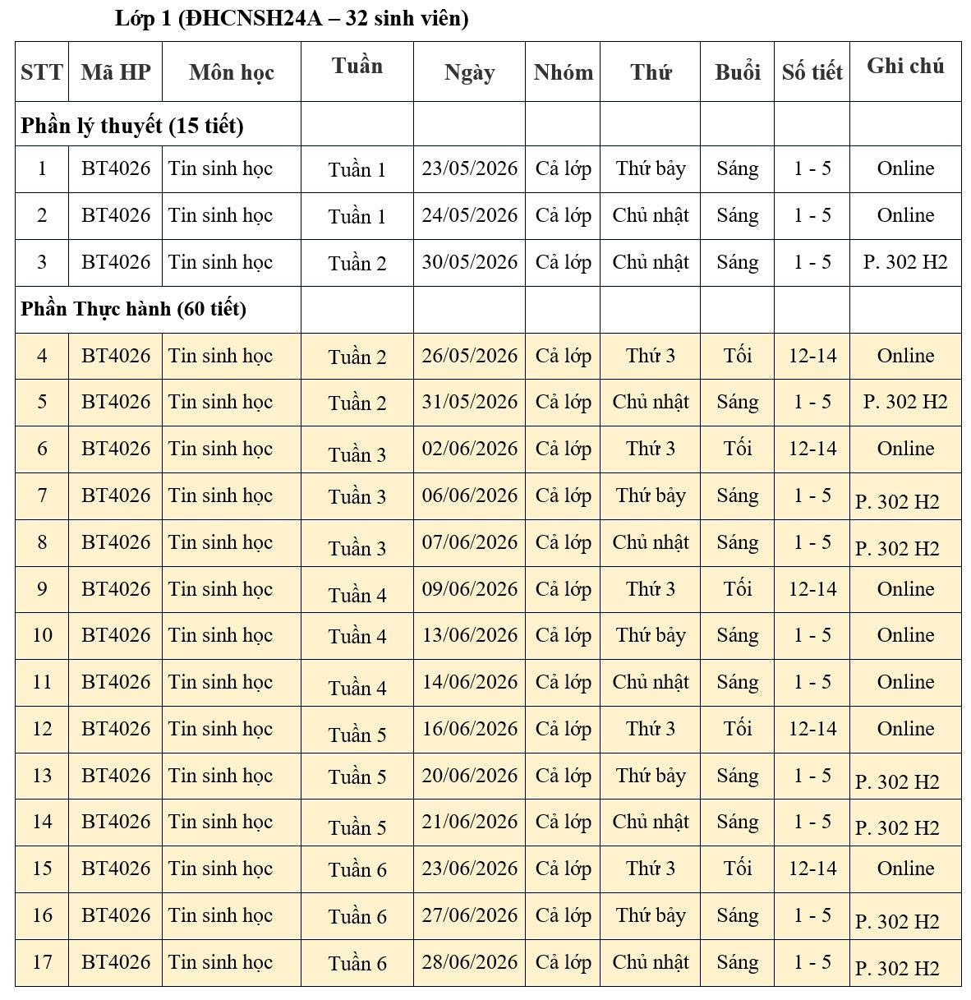 Lớp 1 (ĐHCNSH24A – 32 sinh viên)
STT Mã HP Môn học Tuần Ngày Nhóm Thứ Buổi Số tiết Ghi chú
Phần lý thuyết (15 tiết)
1 BT4026 Tin sinh học Tuần 1 23/05/2026 Cả lớp Thứ bảy Sáng 1 - 5 Online
2 BT4026 Tin sinh học Tuần 1 24/05/2026 Cả lớp Chủ nhật Sáng 1 - 5 Online
3 BT4026 Tin sinh học Tuần 2 30/05/2026 Cả lớp Chủ nhật Sáng 1 - 5 P. 302 H2
Phần Thực hành (60 tiết)
4 BT4026 Tin sinh học Tuần 2 26/05/2026 Cả lớp Thứ 3 Tối 12-14 Online
5 BT4026 Tin sinh học Tuần 2 31/05/2026 Cả lớp Chủ nhật Sáng 1 - 5 P. 302 H2
6 BT4026 Tin sinh học Tuần 3 02/06/2026 Cả lớp Thứ 3 Tối 12-14 Online
7 BT4026 Tin sinh học Tuần 3 06/06/2026 Cả lớp Thứ bảy Sáng 1 - 5 P. 302 H2
8 BT4026 Tin sinh học Tuần 3 07/06/2026 Cả lớp Chủ nhật Sáng 1 - 5 P. 302 H2
9 BT4026 Tin sinh học Tuần 4 09/06/2026 Cả lớp Thứ 3 Tối 12-14 Online
10 BT4026 Tin sinh học Tuần 4 13/06/2026 Cả lớp Thứ bảy Sáng 1 - 5 Online
11 BT4026 Tin sinh học Tuần 4 14/06/2026 Cả lớp Chủ nhật Sáng 1 - 5 Online
12 BT4026 Tin sinh học Tuần 5 16/06/2026 Cả lớp Thứ 3 Tối 12-14 Online
13 BT4026 Tin sinh học Tuần 5 20/06/2026 Cả lớp Thứ bảy Sáng 1 - 5 P. 302 H2
14 BT4026 Tin sinh học Tuần 5 21/06/2026 Cả lớp Chủ nhật Sáng 1 - 5 P. 302 H2
15 BT4026 Tin sinh học Tuần 6 23/06/2026 Cả lớp Thứ 3 Tối 12-14 Online
16 BT4026 Tin sinh học Tuần 6 27/06/2026 Cả lớp Thứ bảy Sáng 1 - 5 P. 302 H2
17 BT4026 Tin sinh học Tuần 6 28/06/2026 Cả lớp Chủ nhật Sáng 1 - 5 P. 302 H2